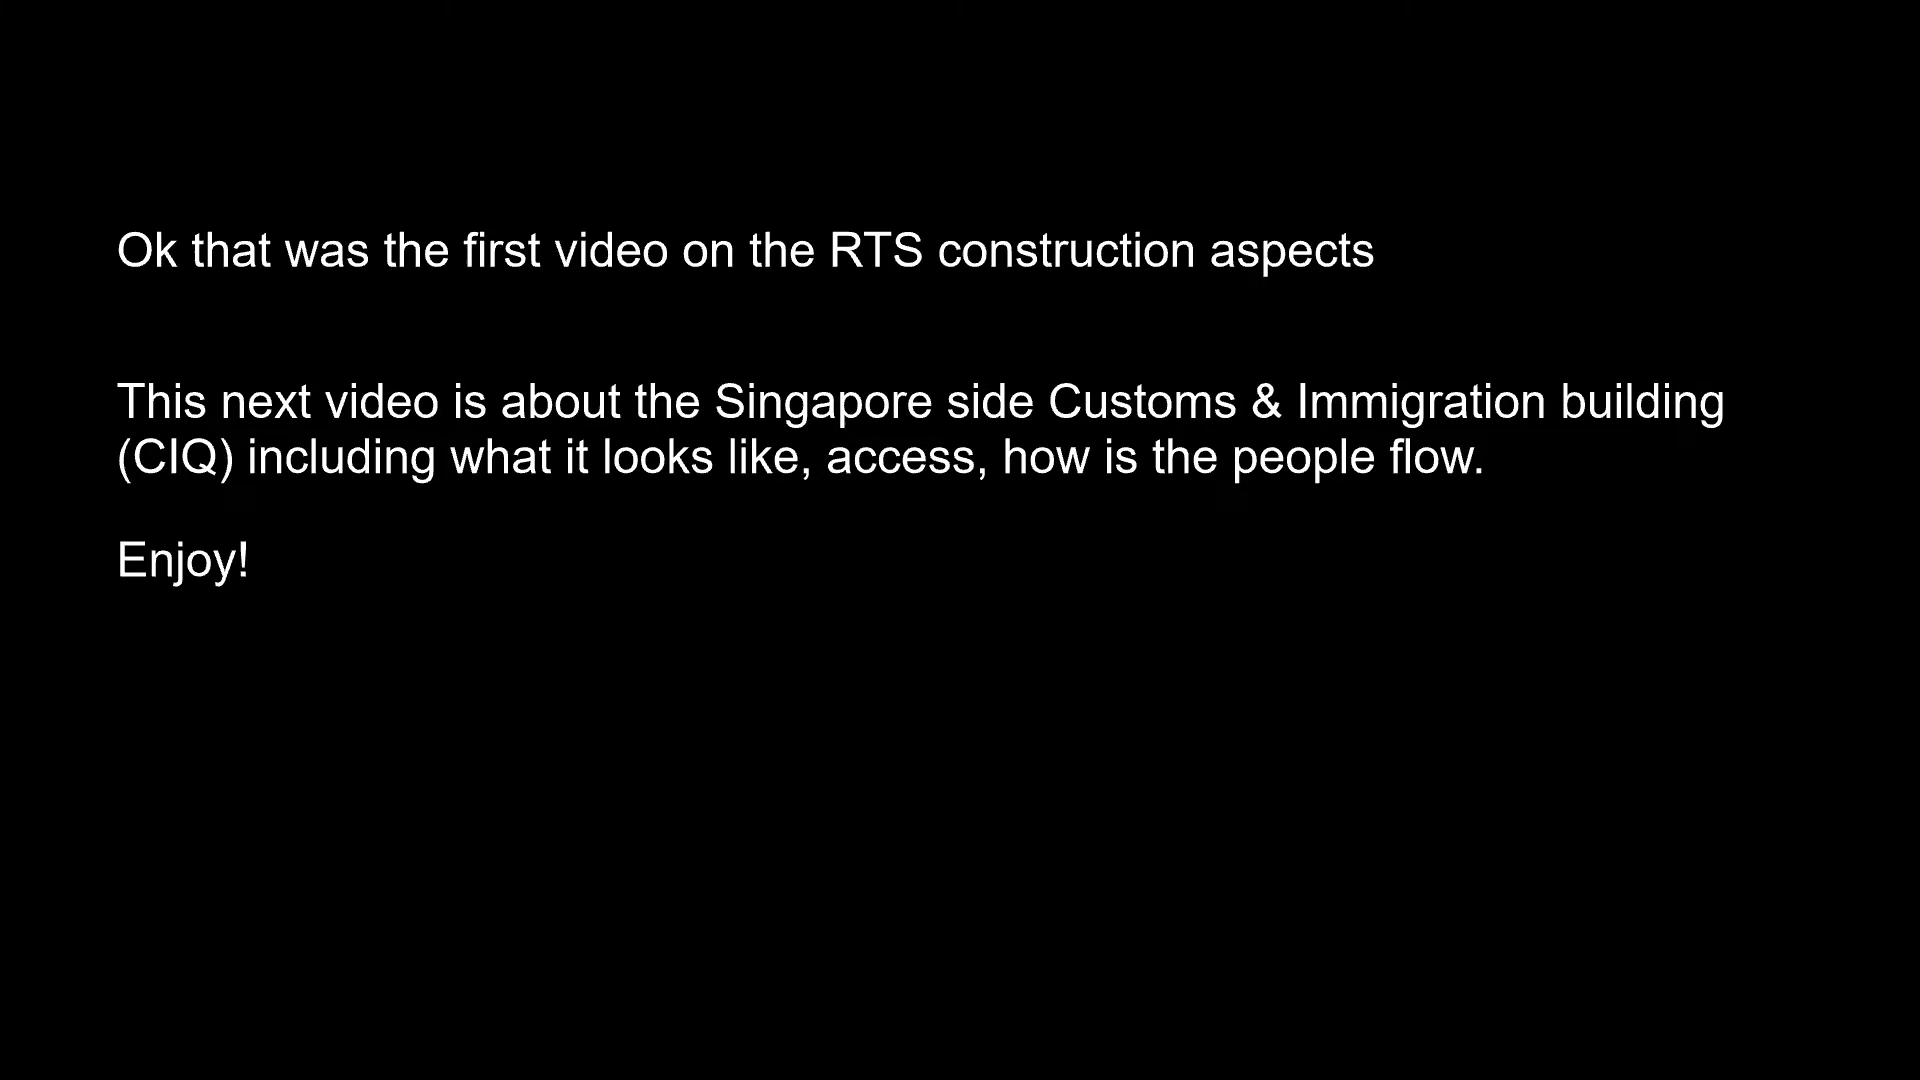 Ok that was the first video on the RTS construction aspects
This next video is about the Singapore side Customs & Immigration building
(CIQ) including what it looks like, access, how is the people flow.
Enjoy!